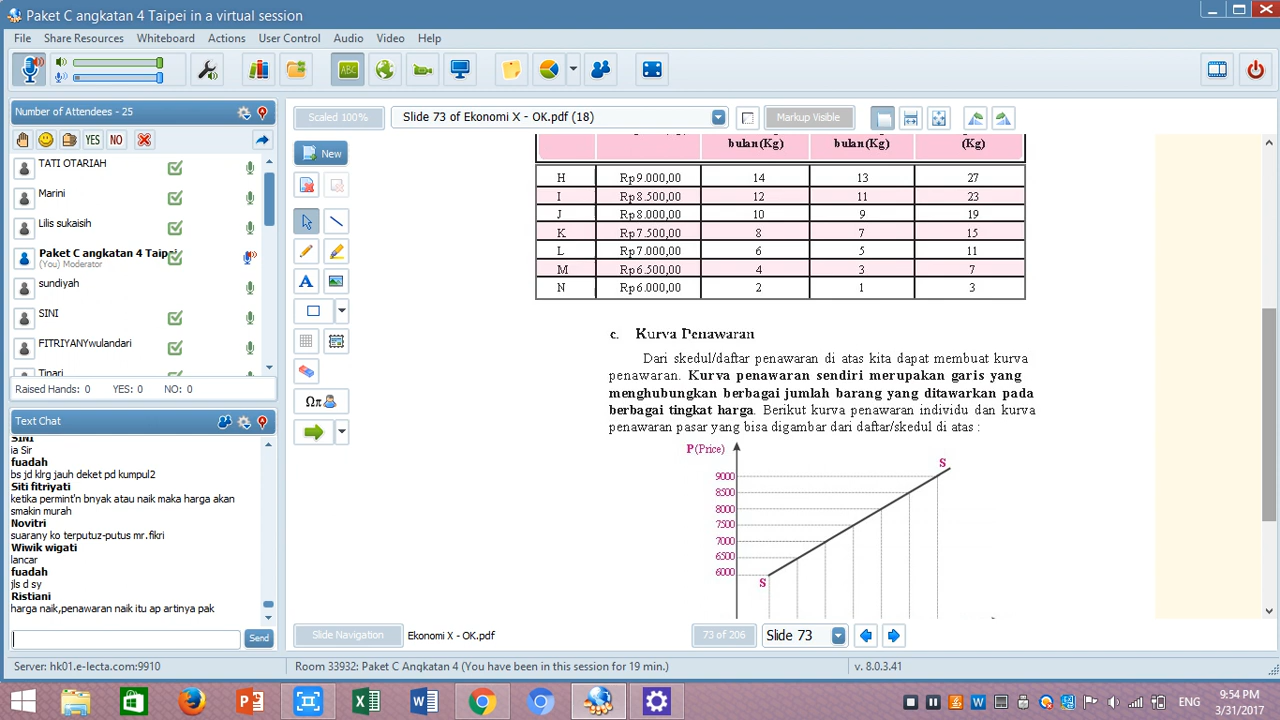 Paket C angkatan 4 Taipei in a virtual session
File Share Resources Whiteboard Actions User Control Audio Video Help
ABC
Number of Attendees - 25
YES NO
TATI OTARIAH
Marini
Lilis sukaisih
Paket C angkatan 4 Taipei
(You) Moderator
sundiyah
SINI
FITRIYANYwulandari
Tinari
Raised Hands: 0 YES: 0 NO: 0
Text Chat
SINI
ia Sir
fuadah
bs jd klrg jauh deket pd kumpul2
Siti fitriyati
ketika permint'n bnyak atau naik maka harga akan
smakin murah
Novitri
suarany ko terputuz-putus mr.fikri
Wiwik wigati
lancar
fuadah
jls d sy
Ristiani
harga naik,penawaran naik itu ap artinya pak
Send
Scaled 100%
Slide 73 of Ekonomi X - OK.pdf (18)
Markup Visible
New
A
Ωπ
bulan(Kg) bulan(Kg) (Kg)
H Rp9.000,00 14 13 27
I Rp8.500,00 12 11 23
J Rp8.000,00 10 9 19
K Rp7.500,00 8 7 15
L Rp7.000,00 6 5 11
M Rp6.500,00 4 3 7
N Rp6.000,00 2 1 3
c. Kurva Penawaran
Dari skedul/daftar penawaran di atas kita dapat membuat kurva
penawaran. Kurva penawaran sendiri merupakan garis yang
menghubungkan berbagai jumlah barang yang ditawarkan pada
berbagai tingkat harga. Berikut kurva penawaran individu dan kurva
penawaran pasar yang bisa digambar dari daftar/skedul di atas :
P(Price)
S
9000
8500
8000
7500
7000
6500
6000
S
Slide Navigation
Ekonomi X - OK.pdf
73 of 206
Slide 73
Server: hk01.e-lecta.com:9910
Room 33932: Paket C Angkatan 4 (You have been in this session for 19 min.)
v. 8.0.3.41
ENG
9:54 PM
3/31/2017